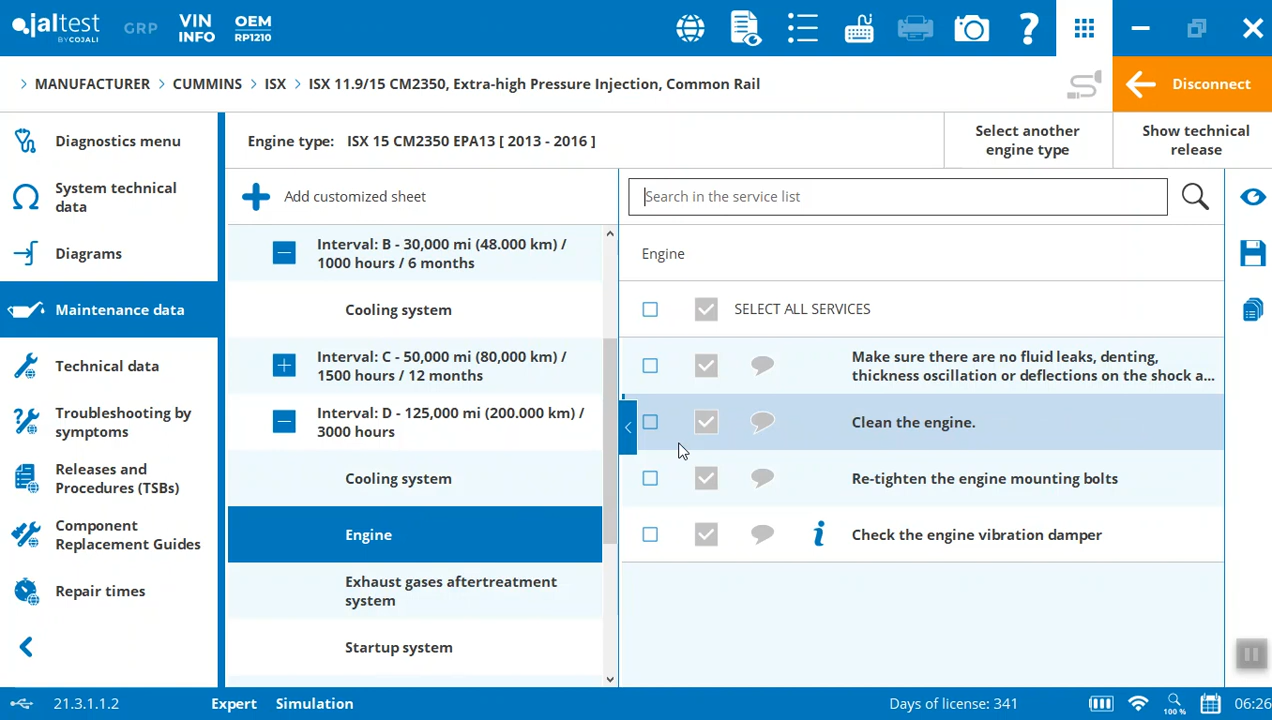 jaltest
BY COJALI
GRP
VIN
INFO
OEM
RP1210
?
> MANUFACTURER > CUMMINS > ISX > ISX 11.9/15 CM2350, Extra-high Pressure Injection, Common Rail
Disconnect
Diagnostics menu
System technical
data
Diagrams
Maintenance data
Technical data
Troubleshooting by
symptoms
Releases and
Procedures (TSBs)
Component
Replacement Guides
Repair times
Engine type: ISX 15 CM2350 EPA13 [ 2013 - 2016 ]
Select another
engine type
Show technical
release
Add customized sheet
Interval: B - 30,000 mi (48.000 km) /
1000 hours / 6 months
Cooling system
Interval: C - 50,000 mi (80,000 km) /
1500 hours / 12 months
Interval: D - 125,000 mi (200.000 km) /
3000 hours
Cooling system
Engine
Exhaust gases aftertreatment
system
Startup system
Search in the service list
Engine
SELECT ALL SERVICES
Make sure there are no fluid leaks, denting,
thickness oscillation or deflections on the shock a...
Clean the engine.
Re-tighten the engine mounting bolts
Check the engine vibration damper
21.3.1.1.2
Expert
Simulation
Days of license: 341
100 %
06:26